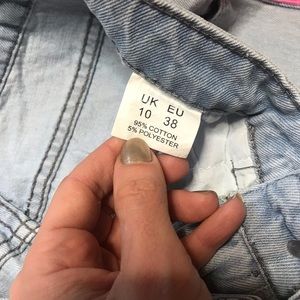 UK EU
10 38
95% COTTON
5% POLYESTER